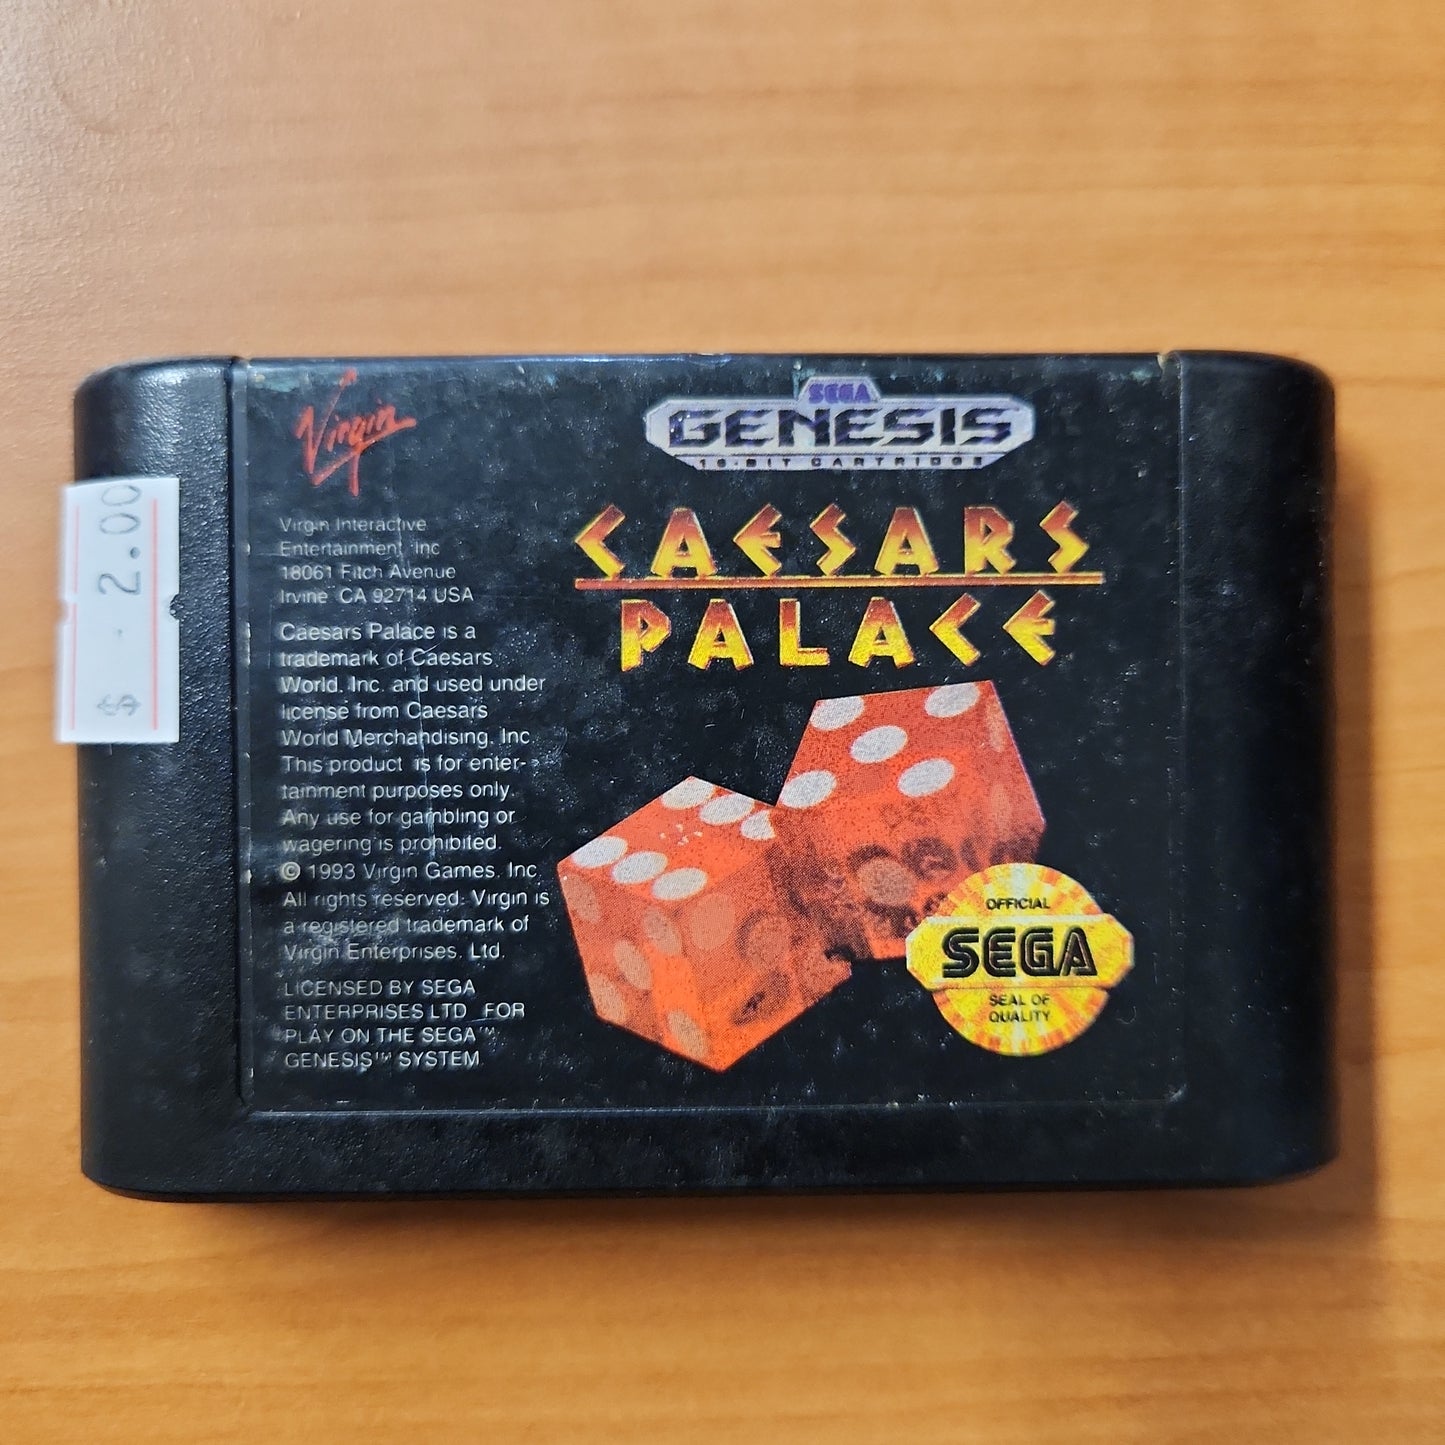 $ 2.00
Virgin
Virgin Interactive
Entertainment, Inc
18061 Fitch Avenue
Irvine CA 92714 USA
Caesars Palace is a
trademark of Caesars
World, Inc. and used under
license from Caesars
World Merchandising, Inc
This product is for enter-
tainment purposes only.
Any use for gambling or
wagering is prohibited.
© 1993 Virgin Games, Inc
All rights reserved. Virgin is
a registered trademark of
Virgin Enterprises, Ltd.
LICENSED BY SEGA
ENTERPRISES LTD FOR
PLAY ON THE SEGA™
GENESIS™ SYSTEM
SEGA
GENESIS
16-BIT CARTRIDGE
CAESARS
PALACE
OFFICIAL
SEGA
SEAL OF
QUALITY